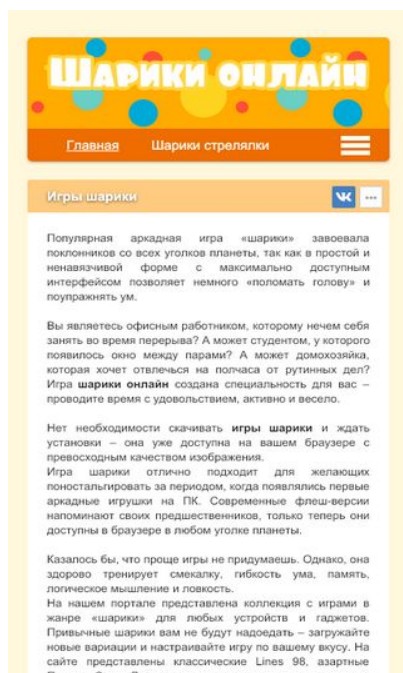 Шарики онлайн
Главная Шарики стрелялки
Игры шарики
Популярная аркадная игра «шарики» завоевала
поклонников со всех уголков планеты, так как в простой и
ненавязчивой форме с максимально доступным
интерфейсом позволяет немного «поломать голову» и
поупражнять ум.
Вы являетесь офисным работником, которому нечем себя
занять во время перерыва? А может студентом, у которого
появилось окно между парами? А может домохозяйка,
которая хочет отвлечься на полчаса от рутинных дел?
Игра шарики онлайн создана специальность для вас –
проводите время с удовольствием, активно и весело.
Нет необходимости скачивать игры шарики и ждать
установки – она уже доступна на вашем браузере с
превосходным качеством изображения.
Игра шарики отлично подходит для желающих
поностальгировать за периодом, когда появлялись первые
аркадные игрушки на ПК. Современные флеш-версии
напоминают своих предшественников, только теперь они
доступны в браузере в любом уголке планеты.
Казалось бы, что проще игры не придумаешь. Однако, она
здорово тренирует смекалку, гибкость ума, память,
логическое мышление и ловкость.
На нашем портале представлена коллекция с играми в
жанре «шарики» для любых устройств и гаджетов.
Привычные шарики вам не будут надоедать – загружайте
новые вариации и настраивайте игру по вашему вкусу. На
сайте представлены классические Lines 98, азартные